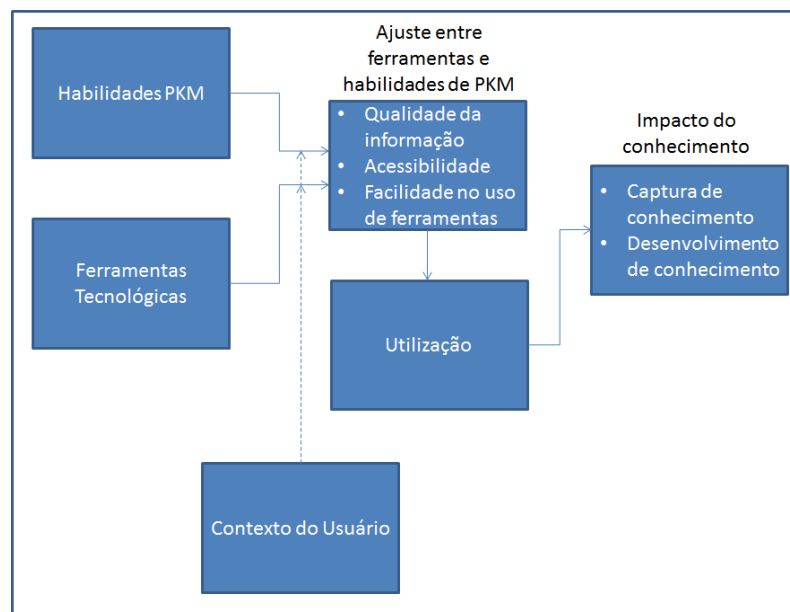 Habilidades PKM
Ferramentas
Tecnológicas
Ajuste entre
ferramentas e
habilidades de PKM
• Qualidade da
informação
• Acessibilidade
• Facilidade no uso
de ferramentas
Utilização
Impacto do
conhecimento
• Captura de
conhecimento
• Desenvolvimento
de conhecimento
Contexto do Usuário